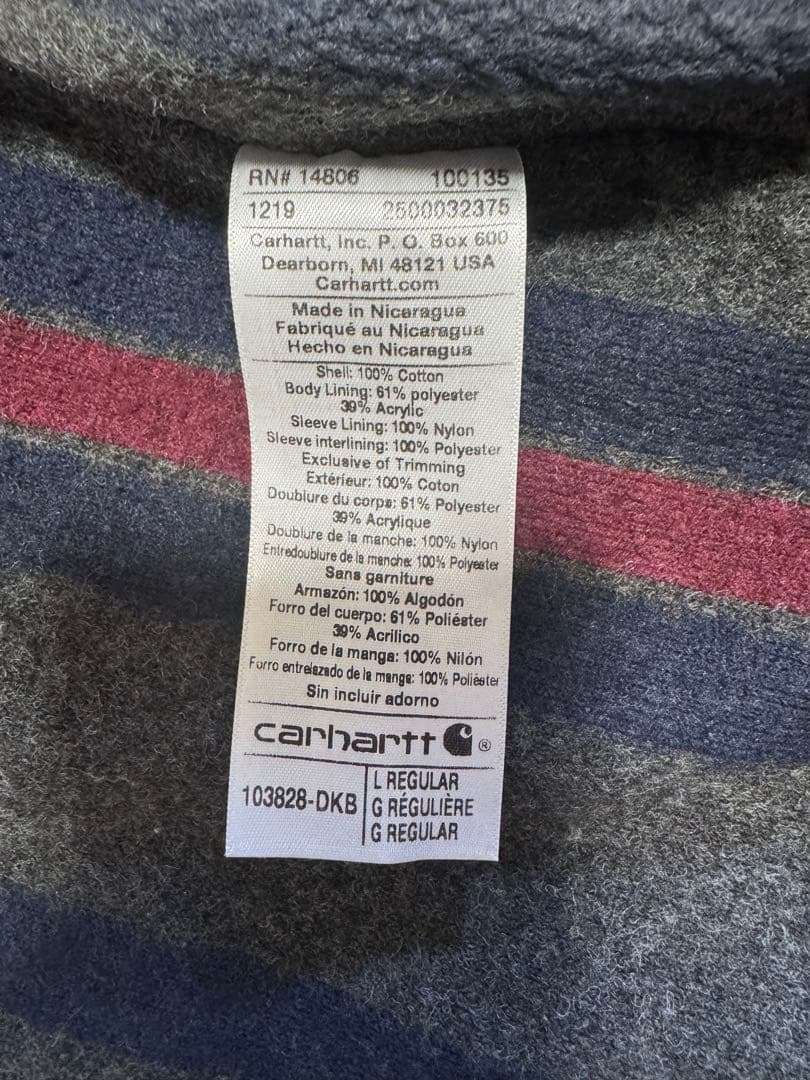 RN# 14806 100135
1219 2500032375
Carhartt, Inc. P. O. Box 600
Dearborn, MI 48121 USA
Carhartt.com
Made in Nicaragua
Fabriqué au Nicaragua
Hecho en Nicaragua
Shell: 100% Cotton
Body Lining: 61% polyester
39% Acrylic
Sleeve Lining: 100% Nylon
Sleeve interlining: 100% Polyester
Exclusive of Trimming
Extérieur: 100% Coton
Doublure du corps: 61% Polyester
39% Acrylique
Doublure de la manche: 100% Nylon
Entredoublure de la manche: 100% Polyester
Sans garniture
Armazón: 100% Algodón
Forro del cuerpo: 61% Poliéster
39% Acrilico
Forro de la manga: 100% Nilón
Forro entrelazado de la manga: 100% Poliéster
Sin incluir adorno
carhartt ®
103828-DKB
L REGULAR
G RÉGULIÈRE
G REGULAR